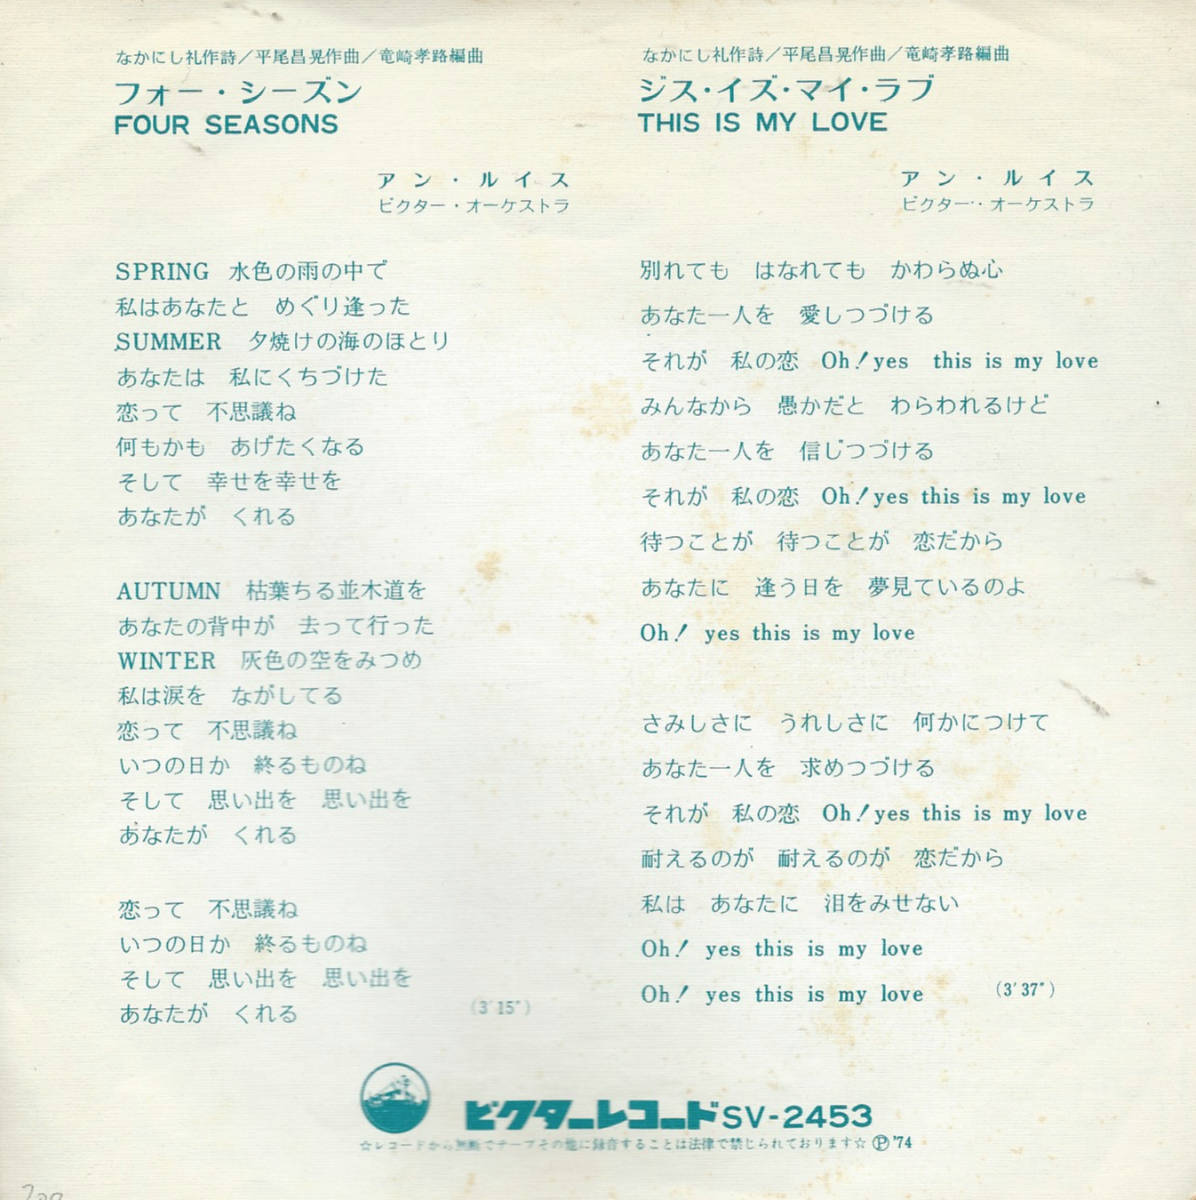 なかにし礼作詩／平尾昌晃作曲／竜崎孝路編曲
フォー・シーズン
FOUR SEASONS
アン・ルイス
ビクター・オーケストラ
SPRING 水色の雨の中で
私はあなたと めぐり逢った
SUMMER 夕焼けの海のほとり
あなたは 私にくちづけた
恋って 不思議ね
何もかも あげたくなる
そして 幸せを幸せを
あなたが くれる
AUTUMN 枯葉ちる並木道を
あなたの背中が 去って行った
WINTER 灰色の空をみつめ
私は涙を ながしてる
恋って 不思議ね
いつの日か 終るものね
そして 思い出を 思い出を
あなたが くれる
恋って 不思議ね
いつの日か 終るものね
そして 思い出を 思い出を
あなたが くれる
(3′15″)
なかにし礼作詩／平尾昌晃作曲／竜崎孝路編曲
ジス・イズ・マイ・ラブ
THIS IS MY LOVE
アン・ルイス
ビクター・オーケストラ
別れても はなれても かわらぬ心
あなた一人を 愛しつづける
それが 私の恋 Oh! yes this is my love
みんなから 愚かだと わらわれるけど
あなた一人を 信じつづける
それが 私の恋 Oh! yes this is my love
待つことが 待つことが 恋だから
あなたに 逢う日を 夢見ているのよ
Oh! yes this is my love
さみしさに うれしさに 何かにつけて
あなた一人を 求めつづける
それが 私の恋 Oh! yes this is my love
耐えるのが 耐えるのが 恋だから
私は あなたに 泪をみせない
Oh! yes this is my love
Oh! yes this is my love (3′37″)
ビクターレコード SV-2453
☆レコードから無断でテープその他に録音することは法律で禁じられております☆ Ⓟ'74